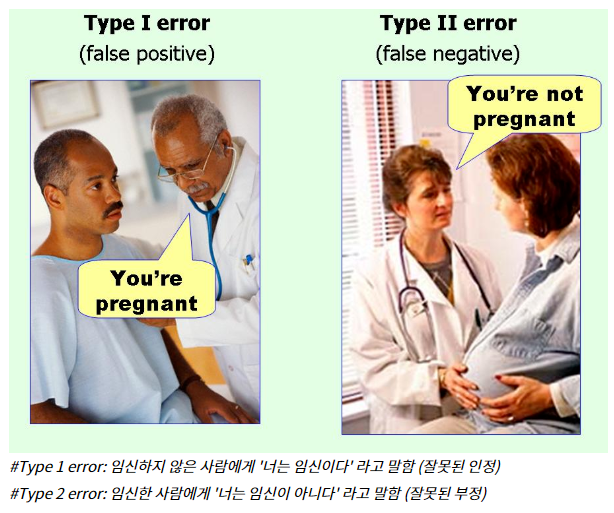 Type I error
(false positive)
Type II error
(false negative)
You're
pregnant
You're not
pregnant
#Type 1 error: 임신하지 않은 사람에게 '너는 임신이다' 라고 말함 (잘못된 인정)
#Type 2 error: 임신한 사람에게 '너는 임신이 아니다' 라고 말함 (잘못된 부정)